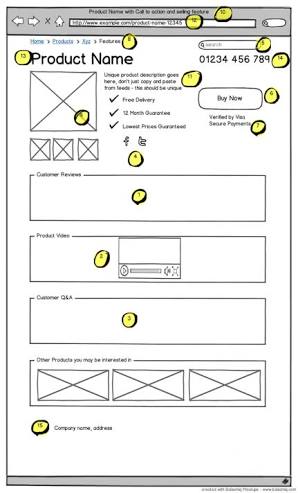 Product Name with Call to action and selling feature
10
http://www.example.com/product-name-12345
12
Home > Products > Xyz > Features
9
search
5
13
Product Name
01234 456 789
14
Unique product description goes
here, don't just copy and paste
from feeds - this should be unique
11
Free Delivery
12 Month Guarantee
Lowest Prices Guaranteed
Buy Now
6
Verified by Visa
Secure Payments
7
8
4
Customer Reviews
1
Product Video
2
Customer Q&A
3
Other Products you may be interested in
15
Company name, address
created with Balsamiq Mockups - www.balsamiq.com